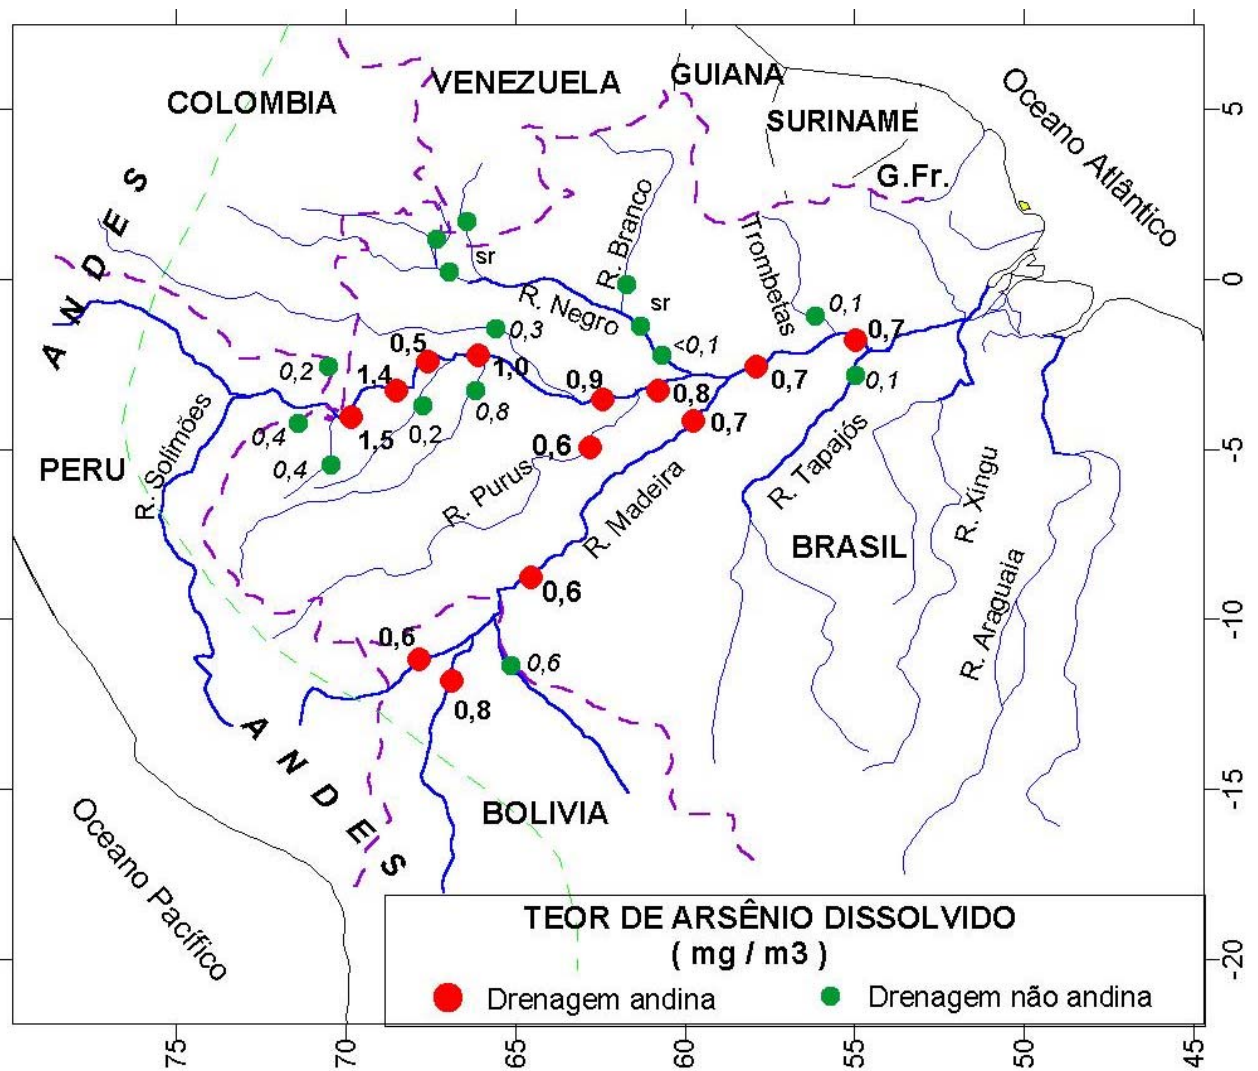 VENEZUELA
GUIANA
COLOMBIA
SURINAME
Oceano Atlântico
G.Fr.
ANDES
R. Branco
Trombetas
sr
sr
R. Negro
0,1
0,3
<0,1
0,7
0,5
0,2
1,4
1,0
0,9
0,8
0,7
0,1
0,8
0,4
1,5
0,2
0,7
0,4
0,6
R. Solimões
PERU
R. Purus
R. Madeira
R. Tapajós
R. Xingu
BRASIL
R. Araguaia
0,6
0,6
0,6
0,8
ANDES
BOLIVIA
Oceano Pacífico
TEOR DE ARSÊNIO DISSOLVIDO
( mg / m3 )
Drenagem andina
Drenagem não andina
5
0
-5
-10
-15
-20
75
70
65
60
55
50
45